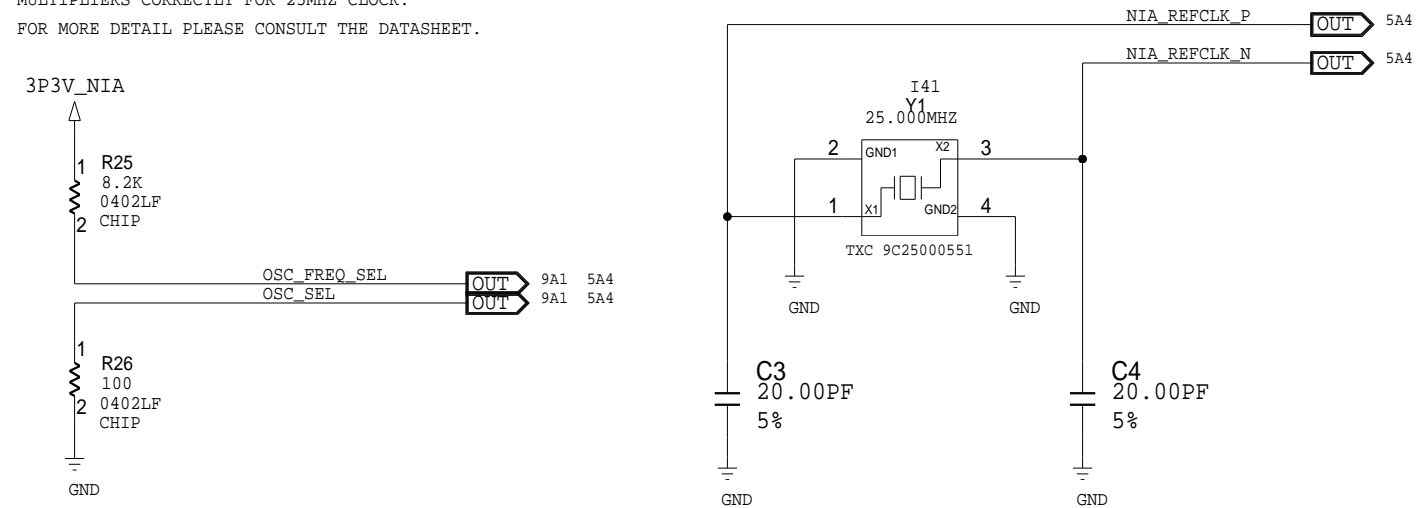 MULTIPLIERS CORRECTLY FOR 25MHZ CLOCK.
FOR MORE DETAIL PLEASE CONSULT THE DATASHEET.
3P3V_NIA
1
R25
8.2K
0402LF
2 CHIP
OSC_FREQ_SEL OUT 9A1 5A4
OSC_SEL OUT 9A1 5A4
1
R26
100
2 0402LF
CHIP
GND
NIA_REFCLK_P OUT 5A4
NIA_REFCLK_N OUT 5A4
I41
Y1
25.000MHZ
2 GND1 X2 3
1 X1 GND2 4
TXC 9C25000551
GND GND
C3
20.00PF
5%
GND
C4
20.00PF
5%
GND